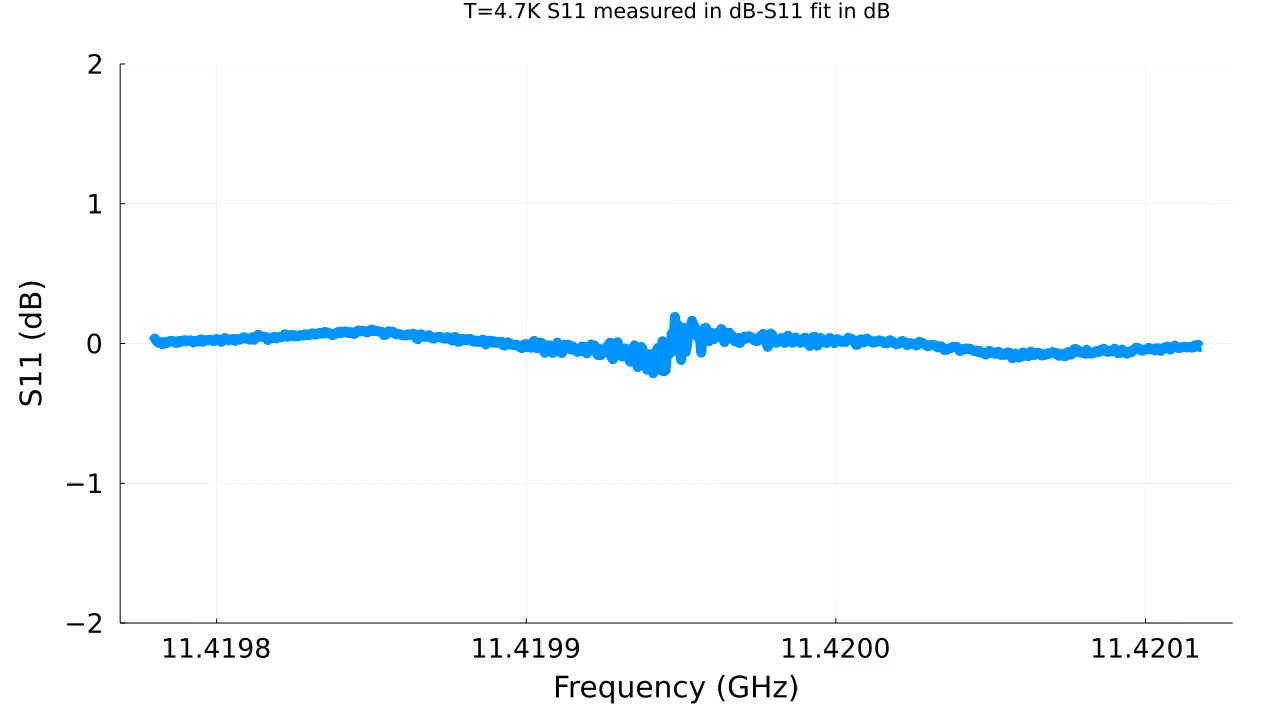 T=4.7K S11 measured in dB-S11 fit in dB
2
1
0
−1
−2
S11 (dB)
11.4198 11.4199 11.4200 11.4201
Frequency (GHz)